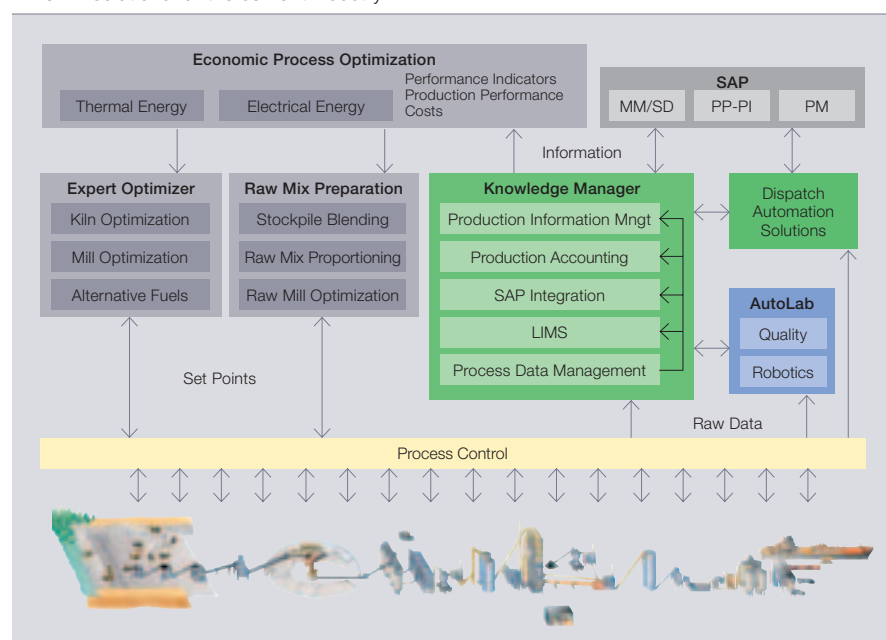 Economic Process Optimization
Thermal Energy
Electrical Energy
Performance Indicators
Production Performance
Costs
SAP
MM/SD
PP-PI
PM
Information
Expert Optimizer
Kiln Optimization
Mill Optimization
Alternative Fuels
Raw Mix Preparation
Stockpile Blending
Raw Mix Proportioning
Raw Mill Optimization
Knowledge Manager
Production Information Mngt
Production Accounting
SAP Integration
LIMS
Process Data Management
Dispatch
Automation
Solutions
AutoLab
Quality
Robotics
Set Points
Raw Data
Process Control